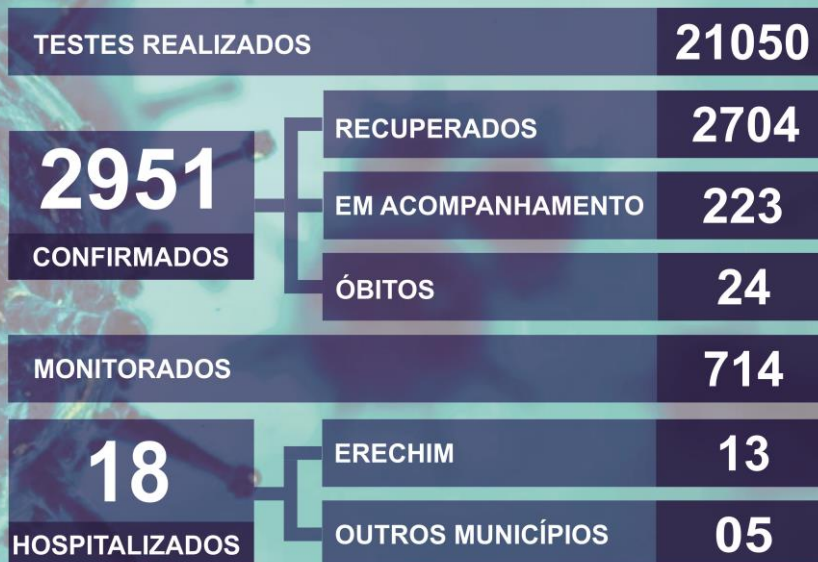 TESTES REALIZADOS 21050
2951
CONFIRMADOS
RECUPERADOS 2704
EM ACOMPANHAMENTO 223
ÓBITOS 24
MONITORADOS 714
18
HOSPITALIZADOS
ERECHIM 13
OUTROS MUNICÍPIOS 05